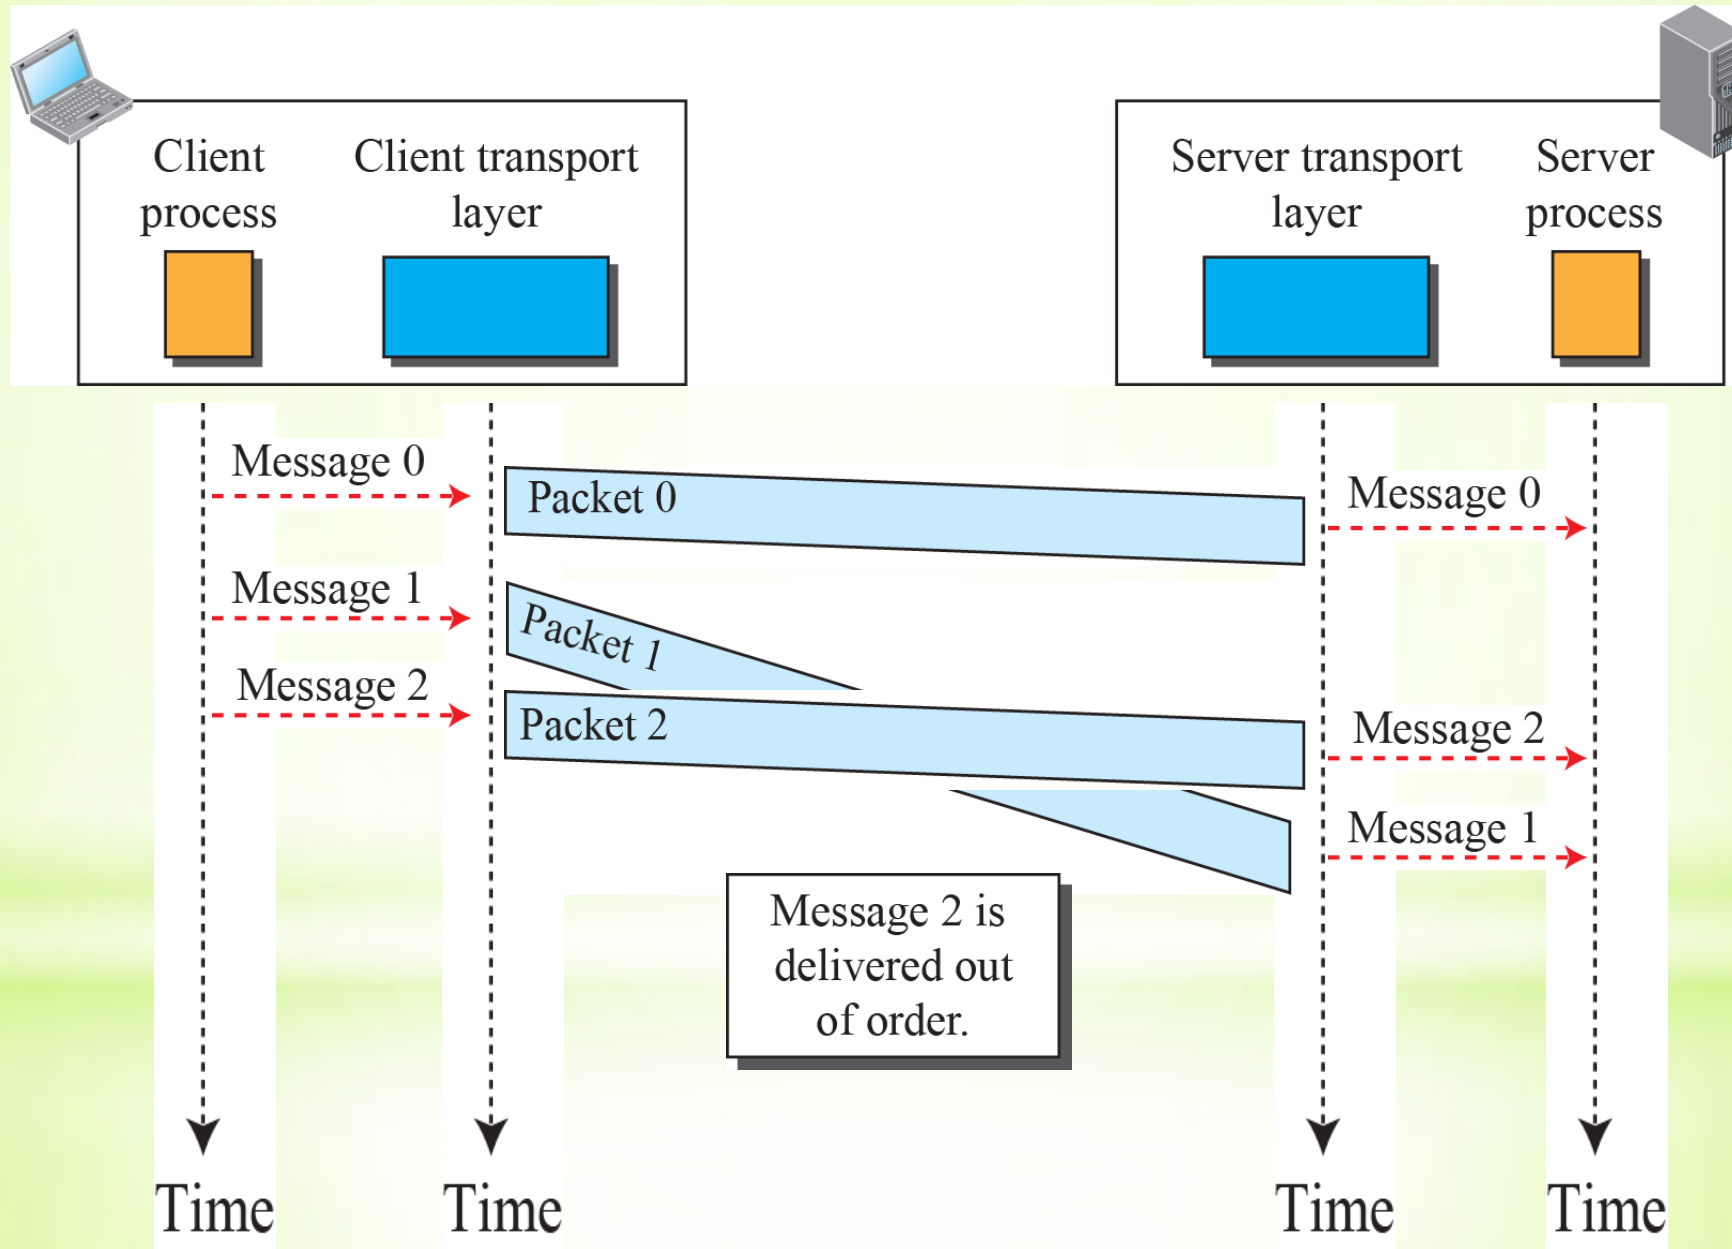 Client
process
Client transport
layer
Server transport
layer
Server
process
Message 0
Packet 0
Message 0
Message 1
Packet 1
Message 2
Packet 2
Message 2
Message 1
Message 2 is
delivered out
of order.
Time
Time
Time
Time